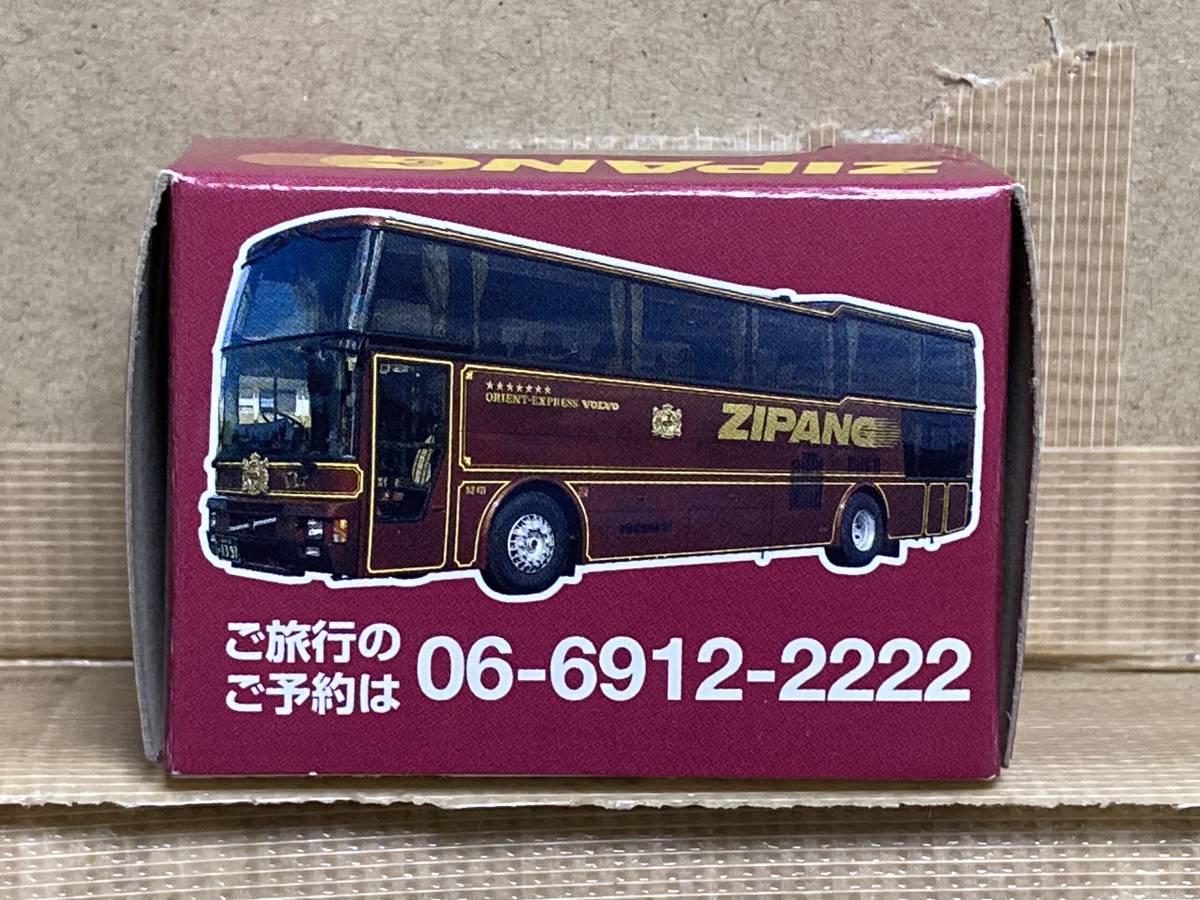 ZIPANG
★★★★★★★
ORIENT-EXPRESS VOLVO
ZIPANG
ご旅行の
ご予約は
06-6912-2222